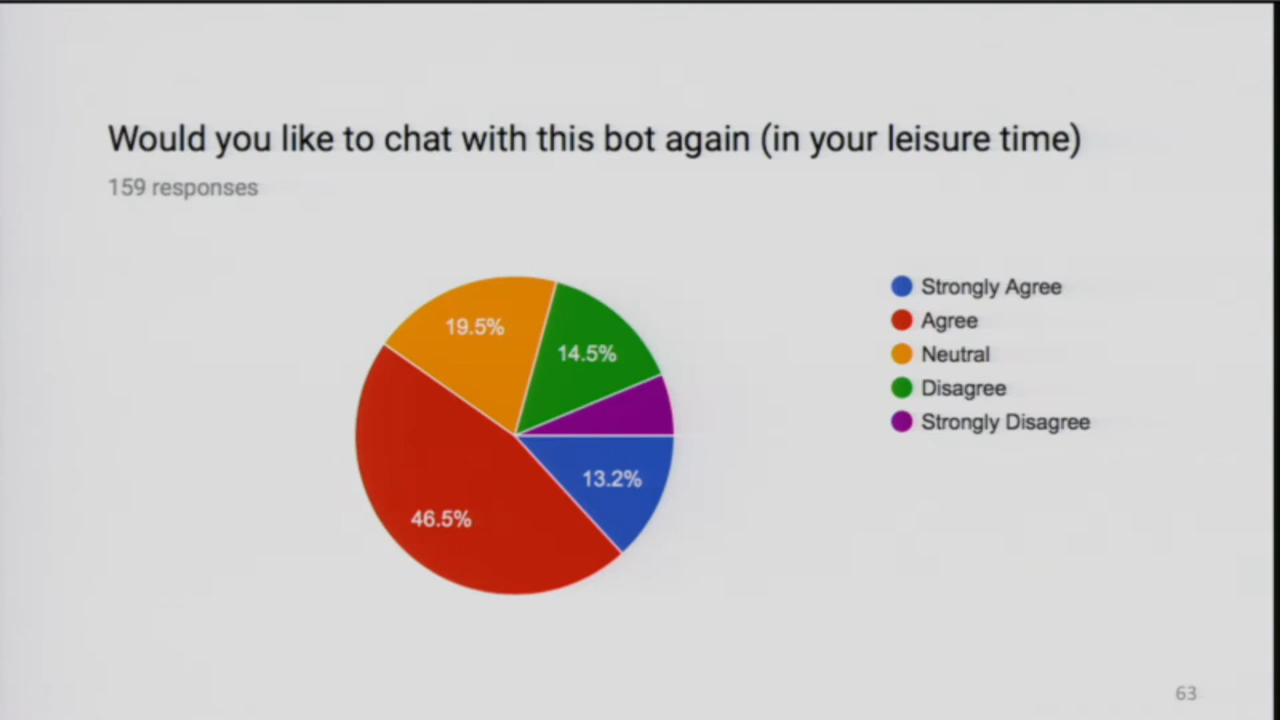 Would you like to chat with this bot again (in your leisure time)
159 responses
19.5%
14.5%
13.2%
46.5%
Strongly Agree
Agree
Neutral
Disagree
Strongly Disagree
63